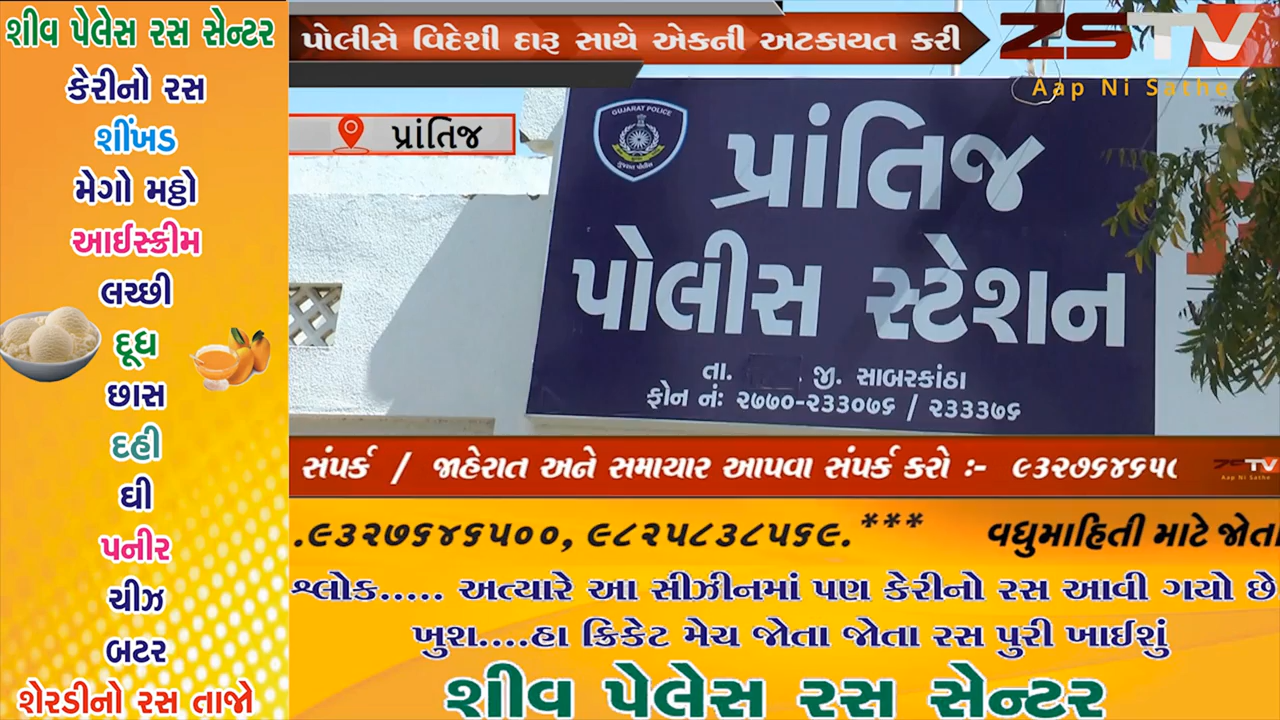 શીવ પેલેસ રસ સેન્ટર
કેરીનો રસ
શીંખડ
મેગો મઠ્ઠો
આઈસ્ક્રીમ
લચ્છી
દૂધ
છાસ
દહી
ઘી
પનીર
ચીઝ
બટર
શેરડીનો રસ તાજો
પોલીસે વિદેશી દારૂ સાથે એકની અટકાયત કરી
ZSTV
Aap Ni Sathe
પ્રાંતિજ
GUJARAT POLICE
ગુજરાત પોલીસ
પ્રાંતિજ
પોલીસ સ્ટેશન
તા. જી. સાબરકાંઠા
ફોન નંઃ ૨૭૭૦-૨૩૩૦૭૬ / ૨૩૩૩૭૬
સંપર્ક / જાહેરાત અને સમાચાર આપવા સંપર્ક કરો :- ૯૩૨૭૬૪૬૫૦
ZSTV
Aap Ni Sathe
.૯૩૨૭૬૪૬૫૦૦, ૯૮૨૫૮૩૮૫૬૯. *** વધુમાહિતી માટે જોતા
શ્લોક..... અત્યારે આ સીઝીનમાં પણ કેરીનો રસ આવી ગયો છે
ખુશ....હા ક્રિકેટ મેચ જોતા જોતા રસ પુરી ખાઈશું
શીવ પેલેસ રસ સેન્ટર